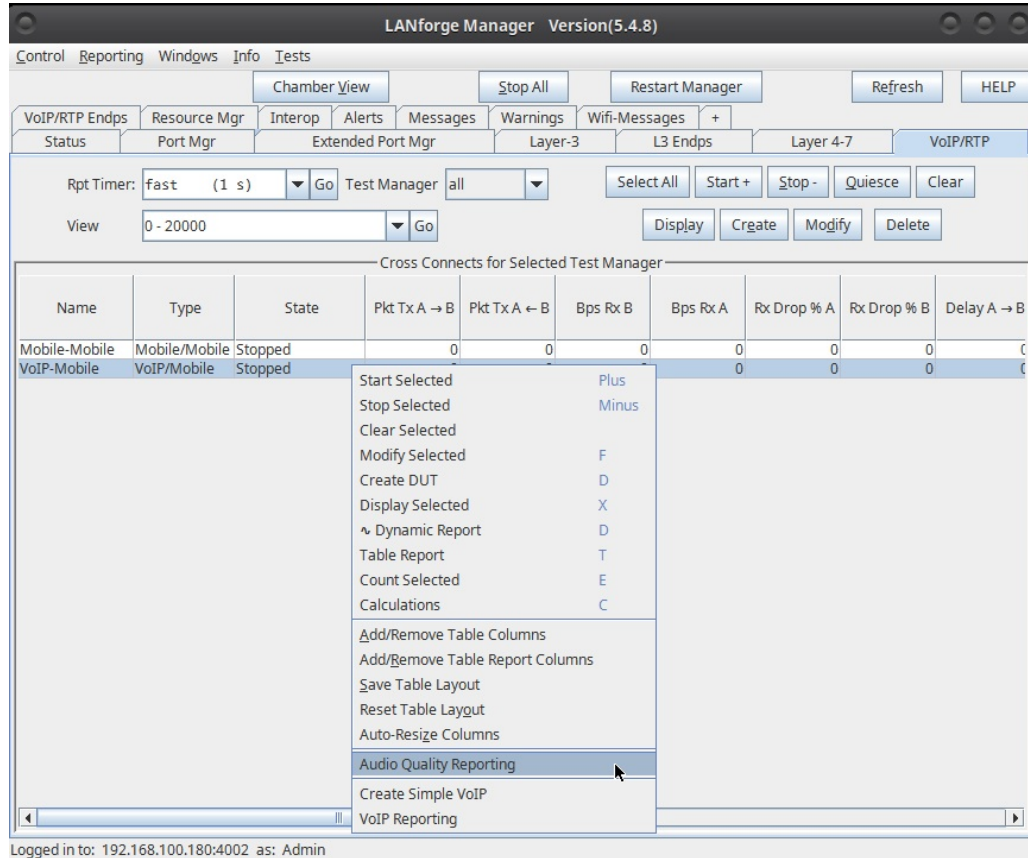 LANforge Manager Version(5.4.8)
Control Reporting Windows Info Tests
Chamber View Stop All Restart Manager Refresh HELP
VoIP/RTP Endps Resource Mgr Interop Alerts Messages Warnings Wifi-Messages +
Status Port Mgr Extended Port Mgr Layer-3 L3 Endps Layer 4-7 VoIP/RTP
Rpt Timer: fast (1 s) Go Test Manager all Select All Start + Stop - Quiesce Clear
View 0 - 20000 Go Display Create Modify Delete
Cross Connects for Selected Test Manager
Name Type State Pkt Tx A → B Pkt Tx A ← B Bps Rx B Bps Rx A Rx Drop % A Rx Drop % B Delay A → B
Mobile-Mobile Mobile/Mobile Stopped 0 0 0 0 0 0 0
VoIP-Mobile VoIP/Mobile Stopped 0 0 0 0
Start Selected Plus
Stop Selected Minus
Clear Selected
Modify Selected F
Create DUT D
Display Selected X
∿ Dynamic Report D
Table Report T
Count Selected E
Calculations C
Add/Remove Table Columns
Add/Remove Table Report Columns
Save Table Layout
Reset Table Layout
Auto-Resize Columns
Audio Quality Reporting
Create Simple VoIP
VoIP Reporting
Logged in to: 192.168.100.180:4002 as: Admin